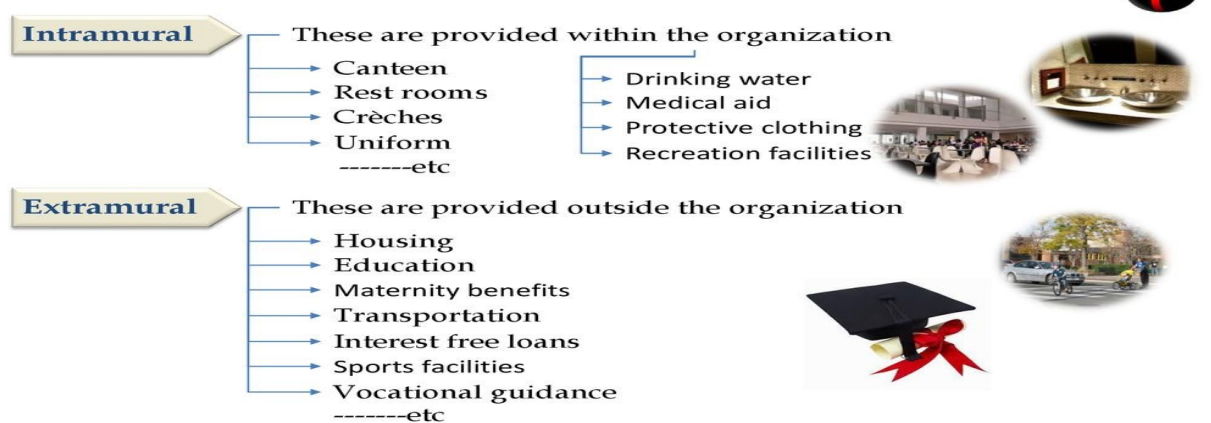 Intramural
These are provided within the organization
Canteen
Rest rooms
Crèches
Uniform
-------etc
Drinking water
Medical aid
Protective clothing
Recreation facilities
Extramural
These are provided outside the organization
Housing
Education
Maternity benefits
Transportation
Interest free loans
Sports facilities
Vocational guidance
-------etc